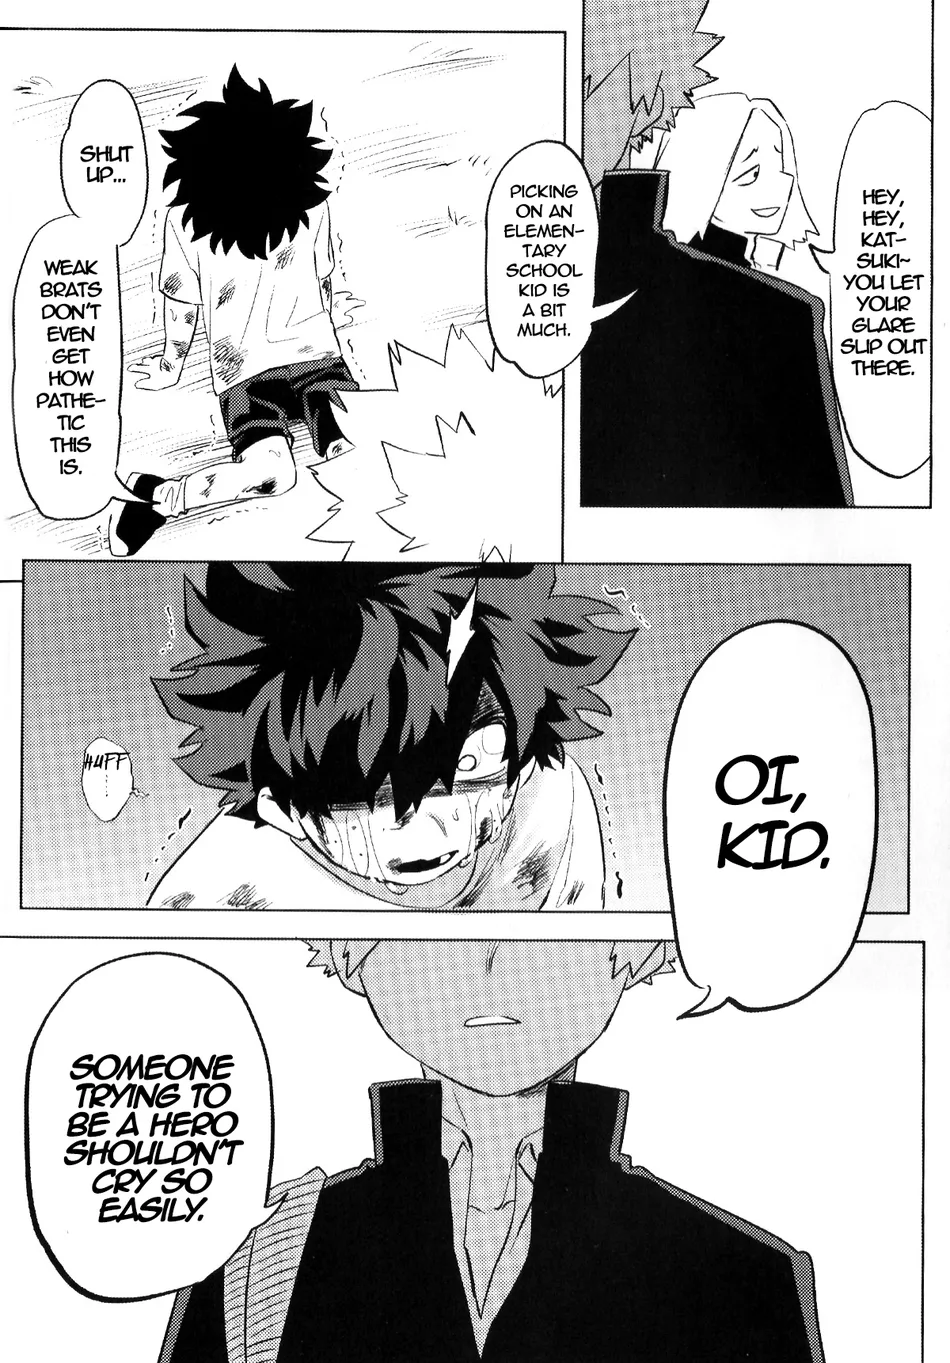 HEY,
HEY,
KAT-
SUKI~
YOU LET
YOUR
GLARE
SLIP OUT
THERE.
PICKING
ON AN
ELEMEN-
TARY
SCHOOL
KID IS
A BIT
MUCH.
SHUT
UP...
WEAK
BRATS
DON'T
EVEN
GET
HOW
PATHE-
TIC
THIS
IS.
OI,
KID.
HUFF
SOMEONE
TRYING TO
BE A HERO
SHOULDN'T
CRY SO
EASILY.